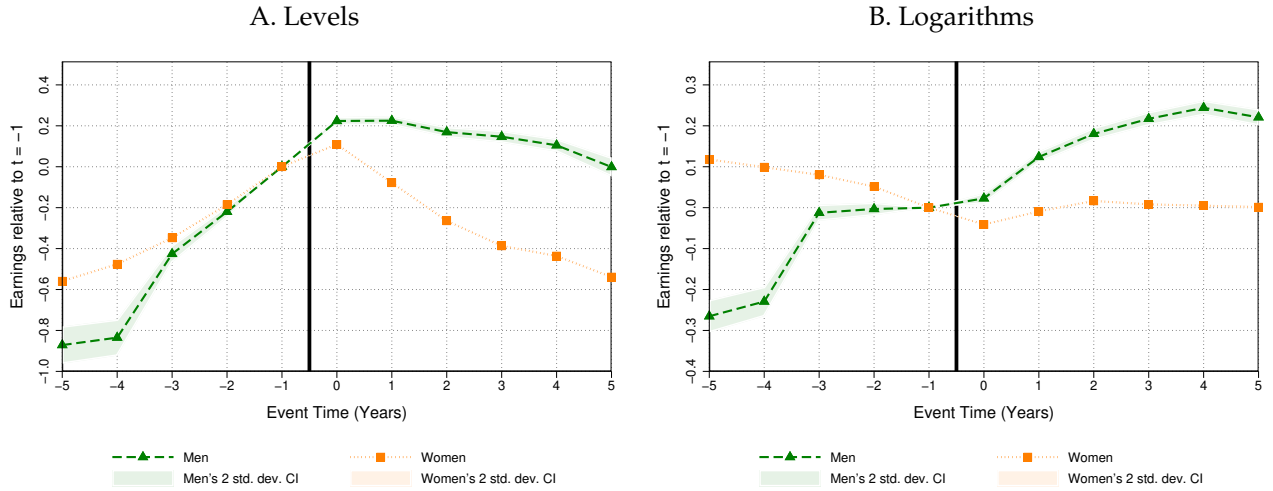 A. Levels
Earnings relative to t = −1
0.4
0.2
0.0
−0.2
−0.4
−0.6
−0.8
−1.0
−5 −4 −3 −2 −1 0 1 2 3 4 5
Event Time (Years)
Men Women
Men's 2 std. dev. CI Women's 2 std. dev. CI
B. Logarithms
Earnings relative to t = −1
0.3
0.2
0.1
0.0
−0.1
−0.2
−0.3
−0.4
−5 −4 −3 −2 −1 0 1 2 3 4 5
Event Time (Years)
Men Women
Men's 2 std. dev. CI Women's 2 std. dev. CI